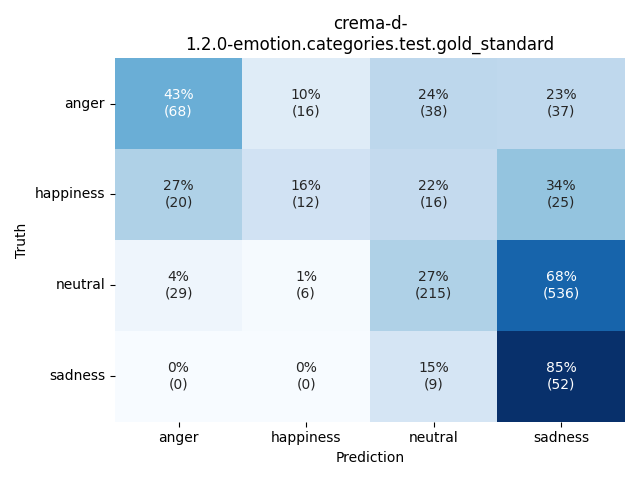 crema-d-
1.2.0-emotion.categories.test.gold_standard
Truth
anger
43%
(68)
10%
(16)
24%
(38)
23%
(37)
happiness
27%
(20)
16%
(12)
22%
(16)
34%
(25)
neutral
4%
(29)
1%
(6)
27%
(215)
68%
(536)
sadness
0%
(0)
0%
(0)
15%
(9)
85%
(52)
anger
happiness
neutral
sadness
Prediction